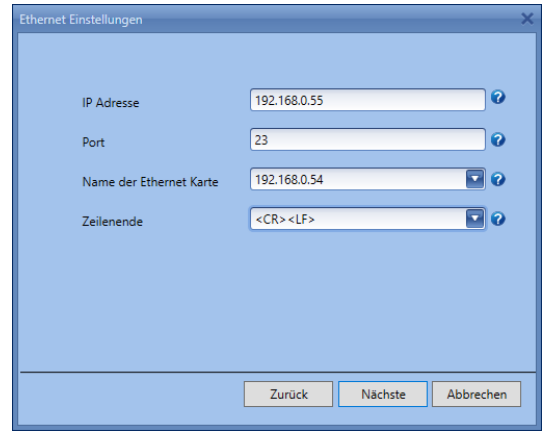 Ethernet Einstellungen
IP Adresse 192.168.0.55
Port 23
Name der Ethernet Karte 192.168.0.54
Zeilenende <CR><LF>
Zurück Nächste Abbrechen